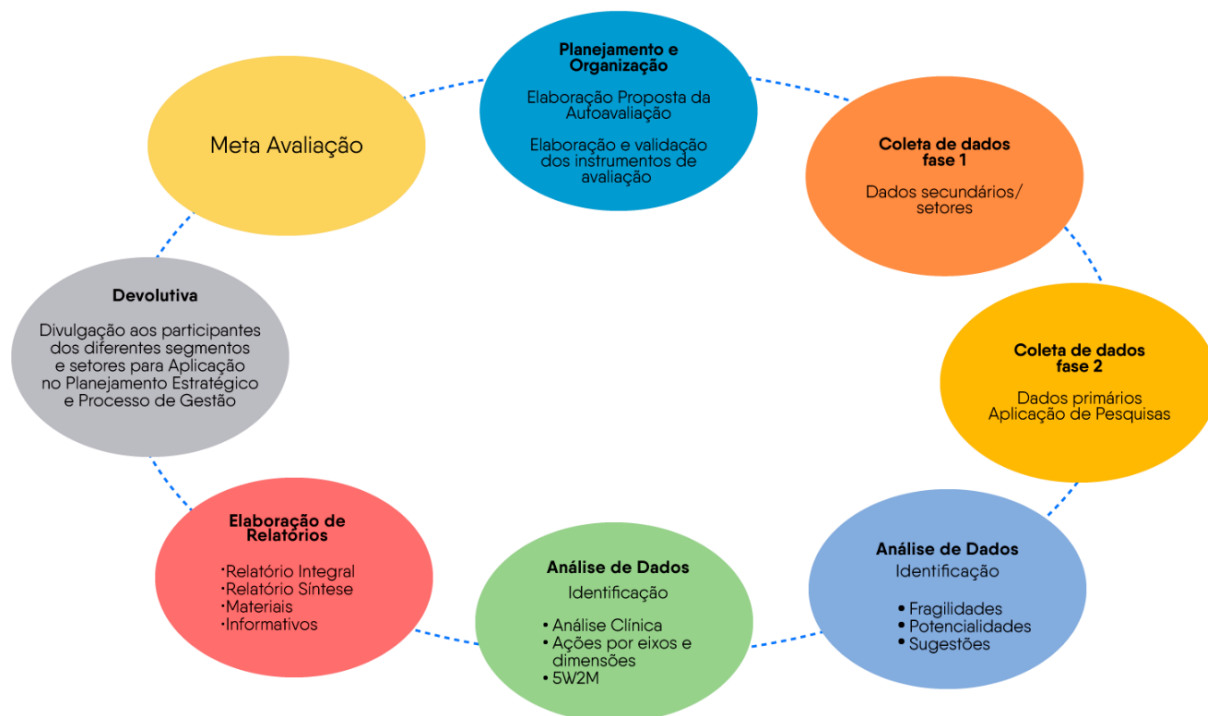 Planejamento e
Organização
Elaboração Proposta da
Autoavaliação
Elaboração e validação
dos instrumentos de
avaliação
Coleta de dados
fase 1
Dados secundários/
setores
Coleta de dados
fase 2
Dados primários
Aplicação de Pesquisas
Análise de Dados
Identificação
• Fragilidades
• Potencialidades
• Sugestões
Análise de Dados
Identificação
• Análise Clínica
• Ações por eixos e
dimensões
• 5W2M
Elaboração de
Relatórios
·Relatório Integral
·Relatório Síntese
·Materiais
·Informativos
Devolutiva
Divulgação aos participantes
dos diferentes segmentos
e setores para Aplicação
no Planejamento Estratégico
e Processo de Gestão
Meta Avaliação